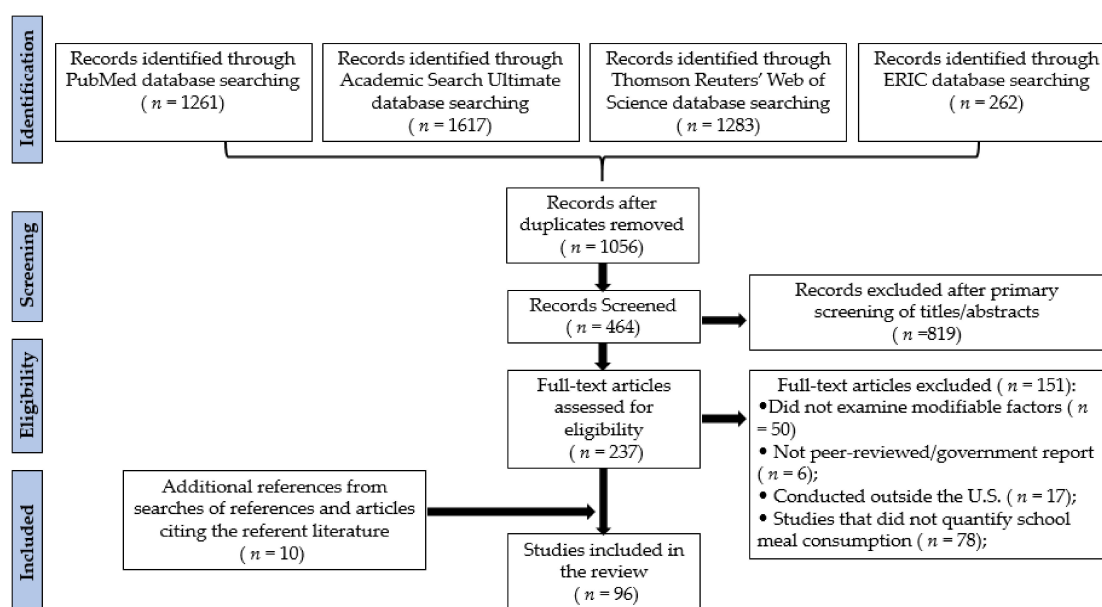 Identification
Records identified through
PubMed database searching
( n = 1261)
Records identified through
Academic Search Ultimate
database searching
( n = 1617)
Records identified through
Thomson Reuters' Web of
Science database searching
( n = 1283)
Records identified through
ERIC database searching
( n = 262)
Screening
Records after
duplicates removed
( n = 1056)
Records Screened
( n = 464)
Records excluded after primary
screening of titles/abstracts
( n =819)
Eligibility
Full-text articles
assessed for
eligibility
( n = 237)
Full-text articles excluded ( n = 151):
•Did not examine modifiable factors ( n
= 50)
• Not peer-reviewed/government report
( n = 6);
• Conducted outside the U.S. ( n = 17);
• Studies that did not quantify school
meal consumption ( n = 78);
Included
Additional references from
searches of references and articles
citing the referent literature
( n = 10)
Studies included in
the review
( n = 96)